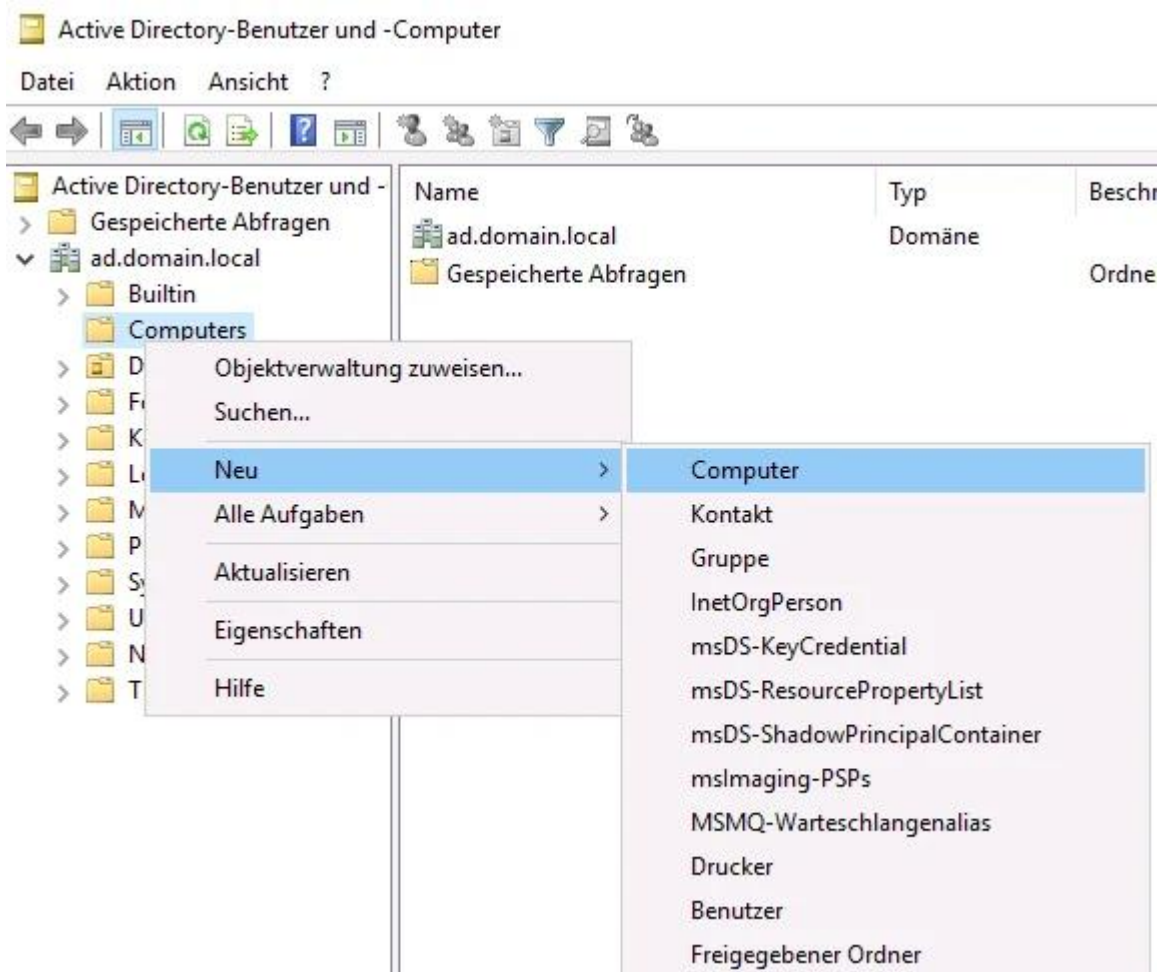 Active Directory-Benutzer und -Computer
Datei Aktion Ansicht ?
Active Directory-Benutzer und -
Gespeicherte Abfragen
ad.domain.local
Builtin
Computers
D
F
K
L
M
P
Sy
U
N
T
Name Typ Beschr
ad.domain.local Domäne
Gespeicherte Abfragen Ordne
Objektverwaltung zuweisen...
Suchen...
Neu
Alle Aufgaben
Aktualisieren
Eigenschaften
Hilfe
Computer
Kontakt
Gruppe
InetOrgPerson
msDS-KeyCredential
msDS-ResourcePropertyList
msDS-ShadowPrincipalContainer
msImaging-PSPs
MSMQ-Warteschlangenalias
Drucker
Benutzer
Freigegebener Ordner